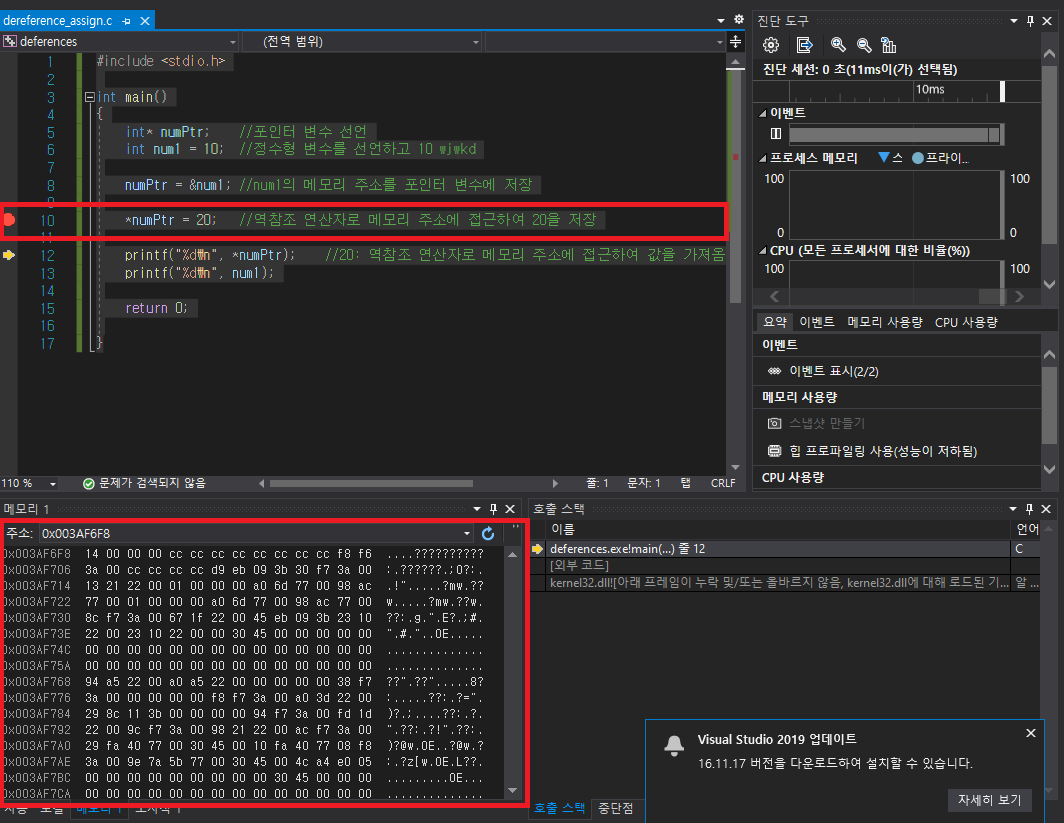 dereference_assign.c
deferences
(전역 범위)
1 #include <stdio.h>
2
3 int main()
4 {
5 int* numPtr; //포인터 변수 선언
6 int num1 = 10; //정수형 변수를 선언하고 10 wjwkd
7
8 numPtr = &num1; //num1의 메모리 주소를 포인터 변수에 저장
9
10 *numPtr = 20; //역참조 연산자로 메모리 주소에 접근하여 20을 저장
11
12 printf("%d₩n", *numPtr); //20: 역참조 연산자로 메모리 주소에 접근하여 값을 가져옴
13 printf("%d₩n", num1);
14
15 return 0;
16
17 }
110 %
문제가 검색되지 않음
줄: 1 문자: 1 탭 CRLF
진단 도구
진단 세션: 0 초(11ms이(가) 선택됨)
10ms
이벤트
프로세스 메모리 스 프라이...
100 100
0 0
CPU (모든 프로세서에 대한 비율(%))
100 100
요약 이벤트 메모리 사용량 CPU 사용량
이벤트
이벤트 표시(2/2)
메모리 사용량
스냅샷 만들기
힙 프로파일링 사용(성능이 저하됨)
CPU 사용량
메모리 1
주소: 0x003AF6F8
0x003AF6F8 14 00 00 00 cc cc cc cc cc cc cc cc f8 f6 ....??????????
0x003AF706 3a 00 cc cc cc cc d9 eb 09 3b 30 f7 3a 00 :.??????.;0?:.
0x003AF714 13 21 22 00 01 00 00 00 a0 6d 77 00 98 ac .!".....?mw.??
0x003AF722 77 00 01 00 00 00 a0 6d 77 00 98 ac 77 00 w.....?mw.??w.
0x003AF730 8c f7 3a 00 67 1f 22 00 45 eb 09 3b 23 10 ??:.g.".E?.;#.
0x003AF73E 22 00 23 10 22 00 00 30 45 00 00 00 00 00 ".#."..0E.....
0x003AF74C 00 00 00 00 00 00 00 00 00 00 00 00 00 00 ..............
0x003AF75A 00 00 00 00 00 00 00 00 00 00 00 00 00 00 ..............
0x003AF768 94 a5 22 00 a0 a5 22 00 00 00 00 00 38 f7 ??".??".....8?
0x003AF776 3a 00 00 00 00 00 f8 f7 3a 00 a0 3d 22 00 :.....??:.?=".
0x003AF784 29 8c 11 3b 00 00 00 00 94 f7 3a 00 fd 1d )?.;....??:.?.
0x003AF792 22 00 9c f7 3a 00 98 21 22 00 ac f7 3a 00 ".??:.?!".??:.
0x003AF7A0 29 fa 40 77 00 30 45 00 10 fa 40 77 08 f8 )?@w.0E..?@w.?
0x003AF7AE 3a 00 9e 7a 5b 77 00 30 45 00 4c a4 e0 05 :.?z[w.0E.L??.
0x003AF7BC 00 00 00 00 00 00 00 00 00 30 45 00 00 00 .........0E...
0x003AF7CA 00 00 00 00 00 00 00 00 00 00 00 00 00 00 ..............
메모리 1
호출 스택
이름 언어
deferences.exe!main(...) 줄 12 C
[외부 코드]
kernel32.dll![아래 프레임이 누락 및/또는 올바르지 않음, kernel32.dll에 대해 로드된 기... 알 ...
호출 스택 중단점
Visual Studio 2019 업데이트
16.11.17 버전을 다운로드하여 설치할 수 있습니다.
자세히 보기